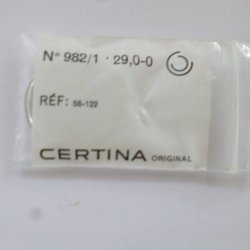 Nº 982/1 · 29,0-0
RÉF: 56-122
CERTINA ORIGINAL